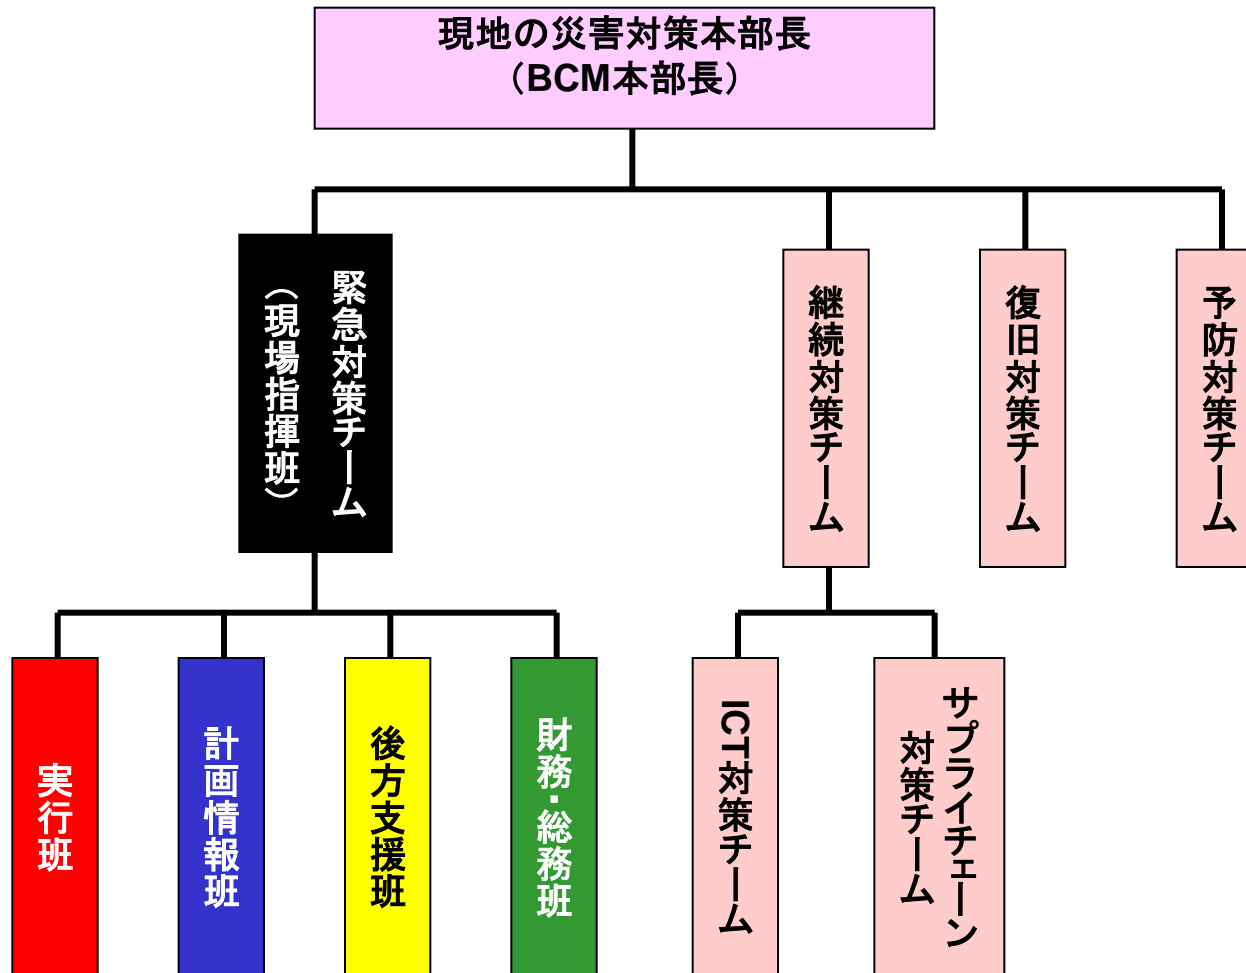 現地の災害対策本部長
（BCM本部長）
緊急対策チーム
（現場指揮班）
継続対策チーム
復旧対策チーム
予防対策チーム
実行班
計画情報班
後方支援班
財務・総務班
ICT対策チーム
サプライチェーン
対策チーム